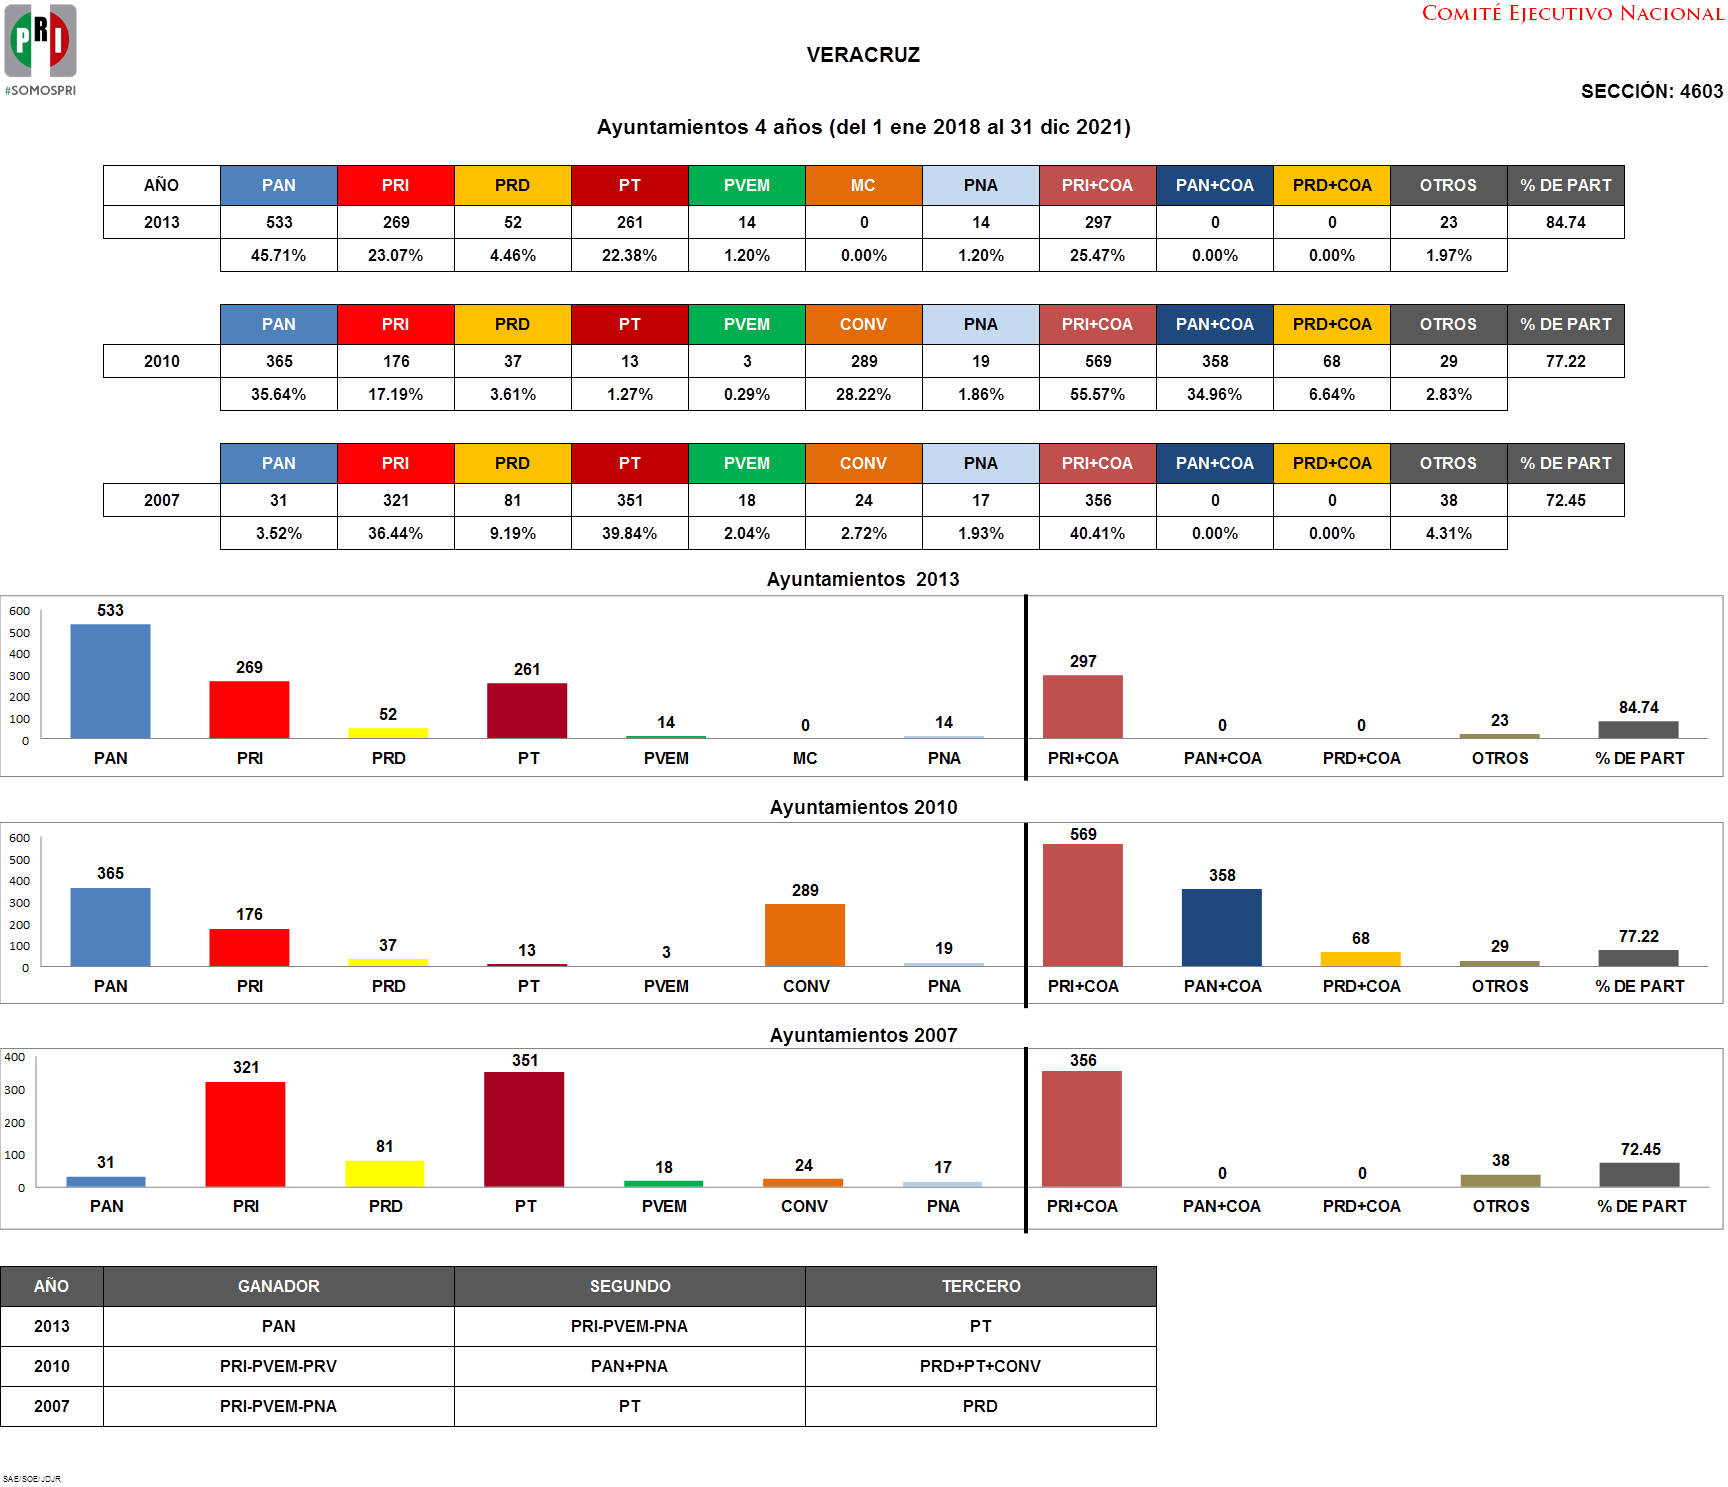 PRI
#SOMOSPRI
COMITÉ EJECUTIVO NACIONAL
VERACRUZ
SECCIÓN: 4603
Ayuntamientos 4 años (del 1 ene 2018 al 31 dic 2021)
AÑO PAN PRI PRD PT PVEM MC PNA PRI+COA PAN+COA PRD+COA OTROS % DE PART
2013 533 269 52 261 14 0 14 297 0 0 23 84.74
45.71% 23.07% 4.46% 22.38% 1.20% 0.00% 1.20% 25.47% 0.00% 0.00% 1.97%
PAN PRI PRD PT PVEM CONV PNA PRI+COA PAN+COA PRD+COA OTROS % DE PART
2010 365 176 37 13 3 289 19 569 358 68 29 77.22
35.64% 17.19% 3.61% 1.27% 0.29% 28.22% 1.86% 55.57% 34.96% 6.64% 2.83%
PAN PRI PRD PT PVEM CONV PNA PRI+COA PAN+COA PRD+COA OTROS % DE PART
2007 31 321 81 351 18 24 17 356 0 0 38 72.45
3.52% 36.44% 9.19% 39.84% 2.04% 2.72% 1.93% 40.41% 0.00% 0.00% 4.31%
Ayuntamientos 2013
600
500
400
300
200
100
0
533 269 52 261 14 0 14 297 0 0 23 84.74
PAN PRI PRD PT PVEM MC PNA PRI+COA PAN+COA PRD+COA OTROS % DE PART
Ayuntamientos 2010
600
500
400
300
200
100
0
365 176 37 13 3 289 19 569 358 68 29 77.22
PAN PRI PRD PT PVEM CONV PNA PRI+COA PAN+COA PRD+COA OTROS % DE PART
Ayuntamientos 2007
400
300
200
100
0
31 321 81 351 18 24 17 356 0 0 38 72.45
PAN PRI PRD PT PVEM CONV PNA PRI+COA PAN+COA PRD+COA OTROS % DE PART
AÑO GANADOR SEGUNDO TERCERO
2013 PAN PRI-PVEM-PNA PT
2010 PRI-PVEM-PRV PAN+PNA PRD+PT+CONV
2007 PRI-PVEM-PNA PT PRD
SAE/SOE/JDJR